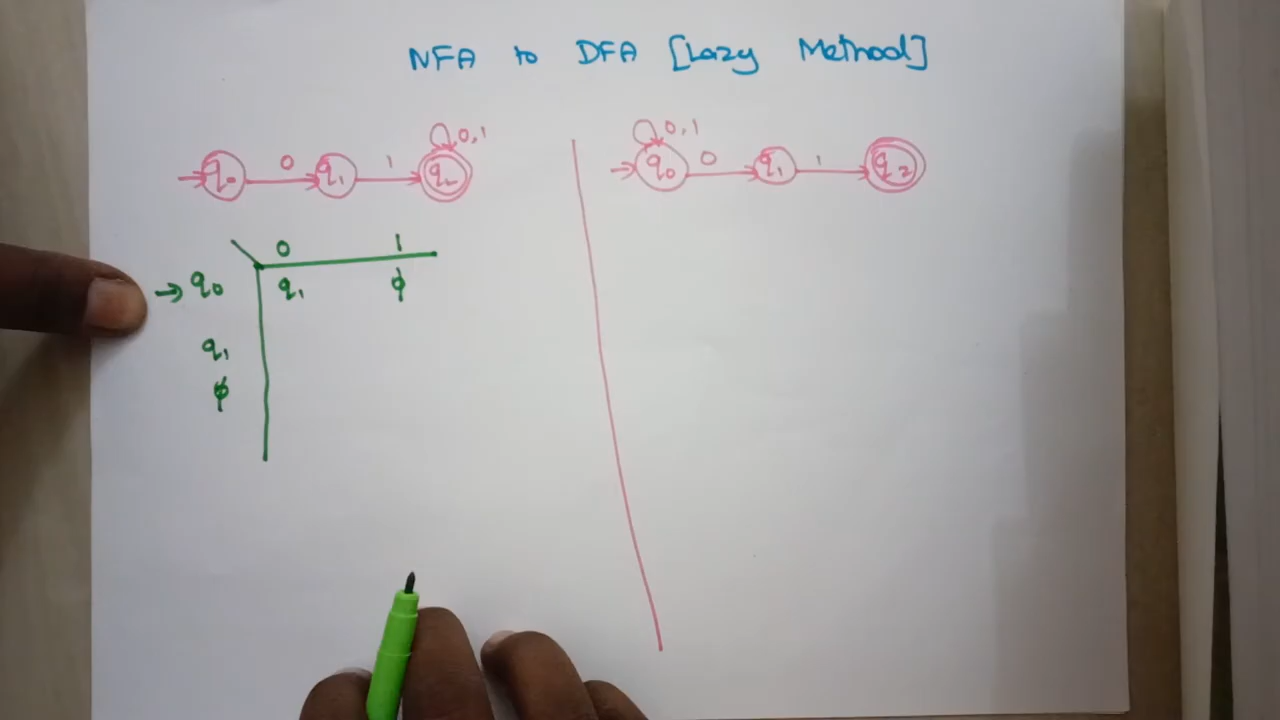 NFA to DFA [Lazy Method]
0,1
q0 0 q1 1 q2
0 1
→ q0 q1 ϕ
q1
ϕ
0,1
q0 0 q1 1 q2